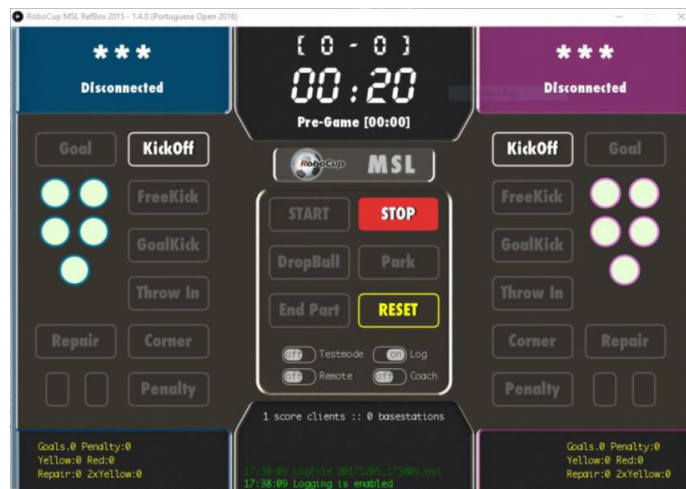 RoboCup MSL RefBox 2015 - 1.4.0 (Portuguese Open 2016)
***
Disconnected
[ 0 - 0 ]
00:20
Pre-Game [00:00]
***
Disconnected
RoboCup MSL
Goal
KickOff
FreeKick
GoalKick
Throw In
Repair
Corner
Penalty
START
STOP
DropBall
Park
End Part
RESET
off Testmode
on Log
off Remote
off Coach
KickOff
Goal
FreeKick
GoalKick
Throw In
Corner
Repair
Penalty
Goals.0 Penalty:0
Yellow:0 Red:0
Repair:0 2xYellow:0
1 score clients :: 0 basestations
17:38:09 Logfile 20171205_173809.msl
17:38:09 Logging is enabled
Goals.0 Penalty:0
Yellow:0 Red:0
Repair:0 2xYellow:0